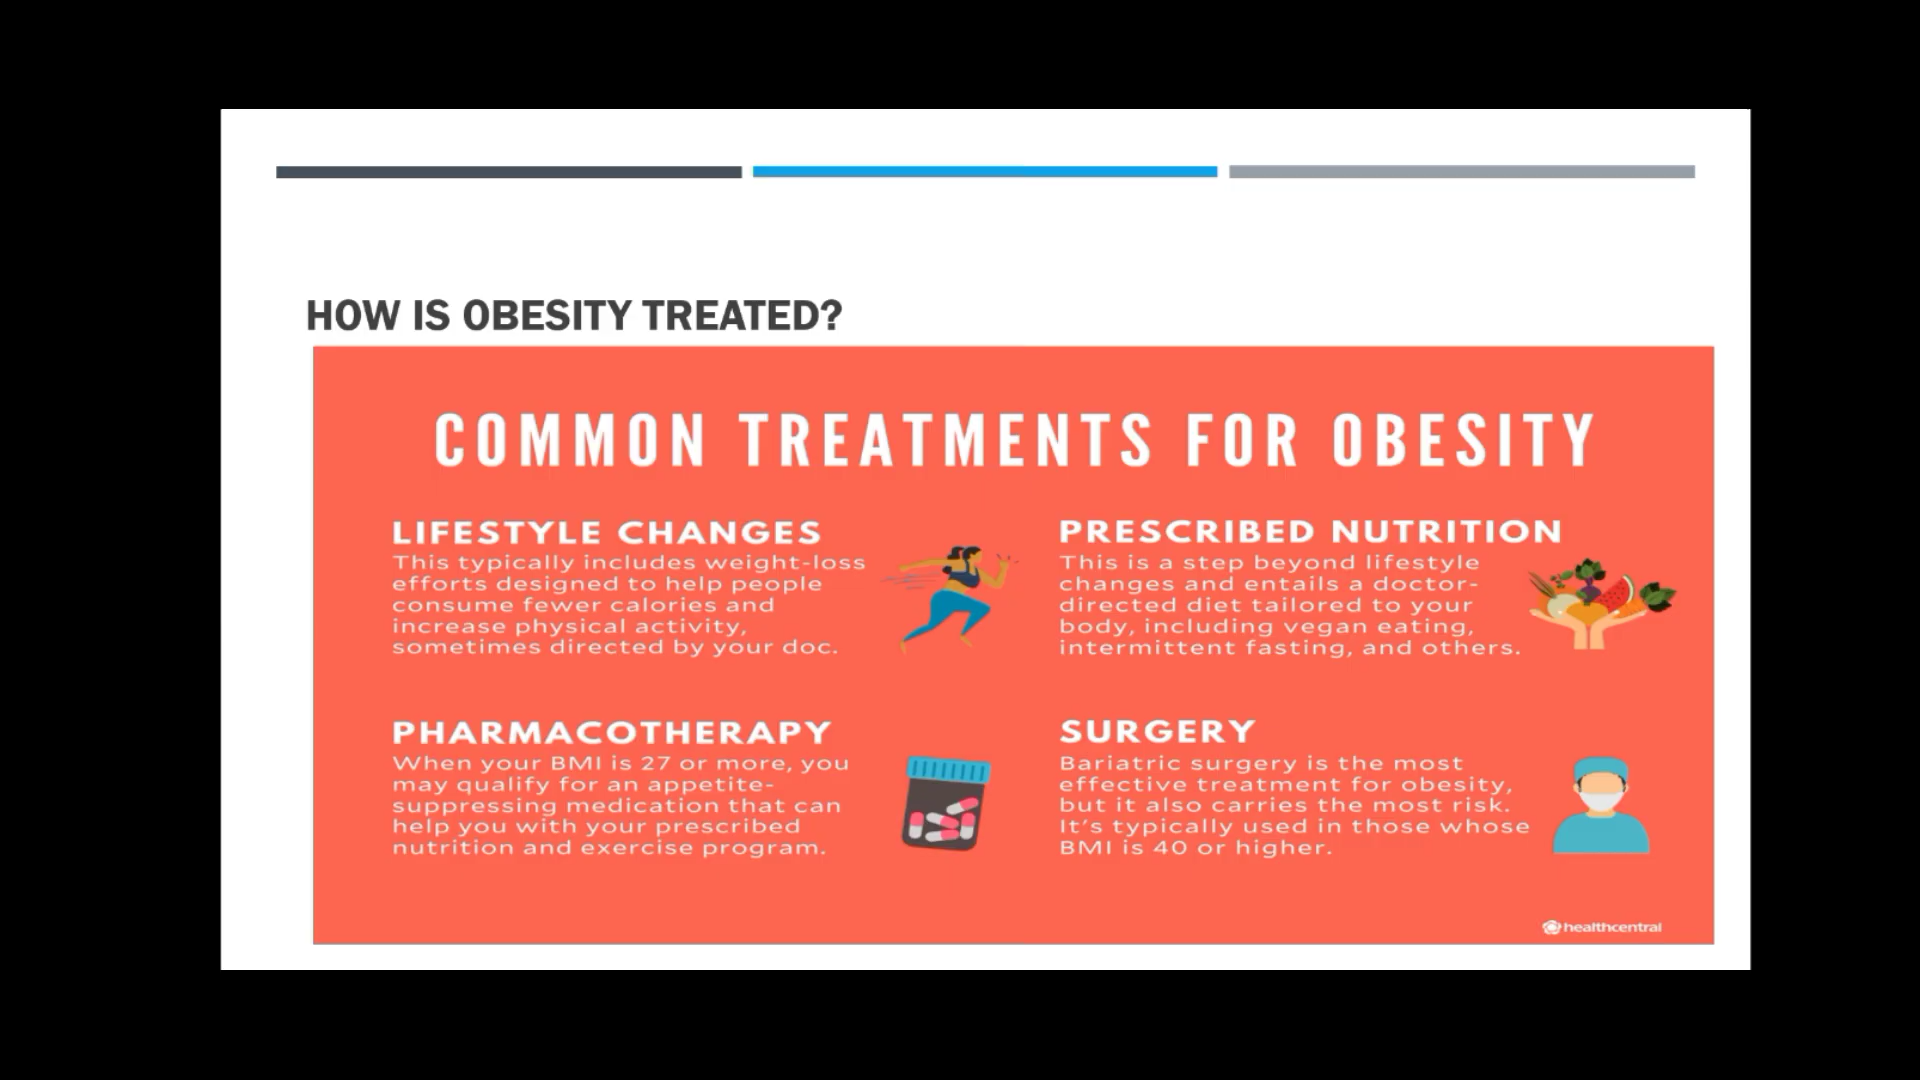 HOW IS OBESITY TREATED?
COMMON TREATMENTS FOR OBESITY
LIFESTYLE CHANGES
This typically includes weight-loss
efforts designed to help people
consume fewer calories and
increase physical activity,
sometimes directed by your doc.
PRESCRIBED NUTRITION
This is a step beyond lifestyle
changes and entails a doctor-
directed diet tailored to your
body, including vegan eating,
intermittent fasting, and others.
PHARMACOTHERAPY
When your BMI is 27 or more, you
may qualify for an appetite-
suppressing medication that can
help you with your prescribed
nutrition and exercise program.
SURGERY
Bariatric surgery is the most
effective treatment for obesity,
but it also carries the most risk.
It's typically used in those whose
BMI is 40 or higher.
healthcentral